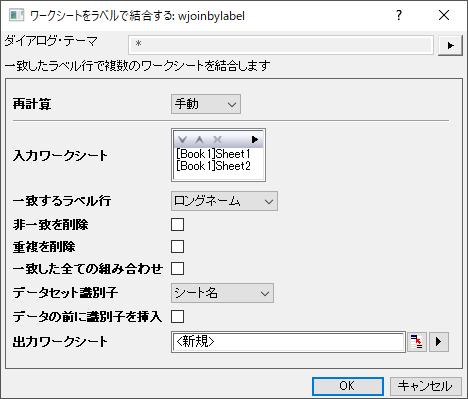 ワークシートをラベルで結合する: wjoinbylabel
ダイアログ・テーマ *
一致したラベル行で複数のワークシートを結合します
再計算 手動
入力ワークシート
[Book1]Sheet1
[Book1]Sheet2
一致するラベル行 ロングネーム
非一致を削除
重複を削除
一致した全ての組み合わせ
データセット識別子 シート名
データの前に識別子を挿入
出力ワークシート <新規>
OK キャンセル